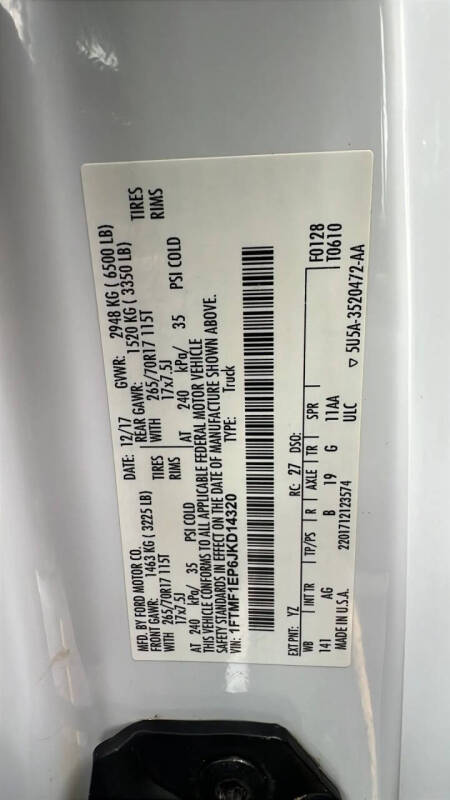 MFD. BY FORD MOTOR CO.
DATE: 12/17 GVWR: 2948 KG ( 6500 LB)
FRONT GAWR: 1463 KG ( 3225 LB) REAR GAWR: 1520 KG ( 3350 LB)
WITH 265/70R17 115T TIRES WITH 265/70R17 115T TIRES
17x7.5J RIMS 17x7.5J RIMS
AT 240 kPa/ 35 PSI COLD AT 240 kPa/ 35 PSI COLD
THIS VEHICLE CONFORMS TO ALL APPLICABLE FEDERAL MOTOR VEHICLE
SAFETY STANDARDS IN EFFECT ON THE DATE OF MANUFACTURE SHOWN ABOVE.
VIN: 1FTMF1EP6JKD14320 TYPE: Truck
F0128
T0610
EXT PNT: YZ RC: 27 DSO:
WB INT TR TP/PS R AXLE TR SPR
141 AG B 19 G 11AA
2201712123574 ULC
MADE IN U.S.A. ▽ 5U5A-3520472-AA